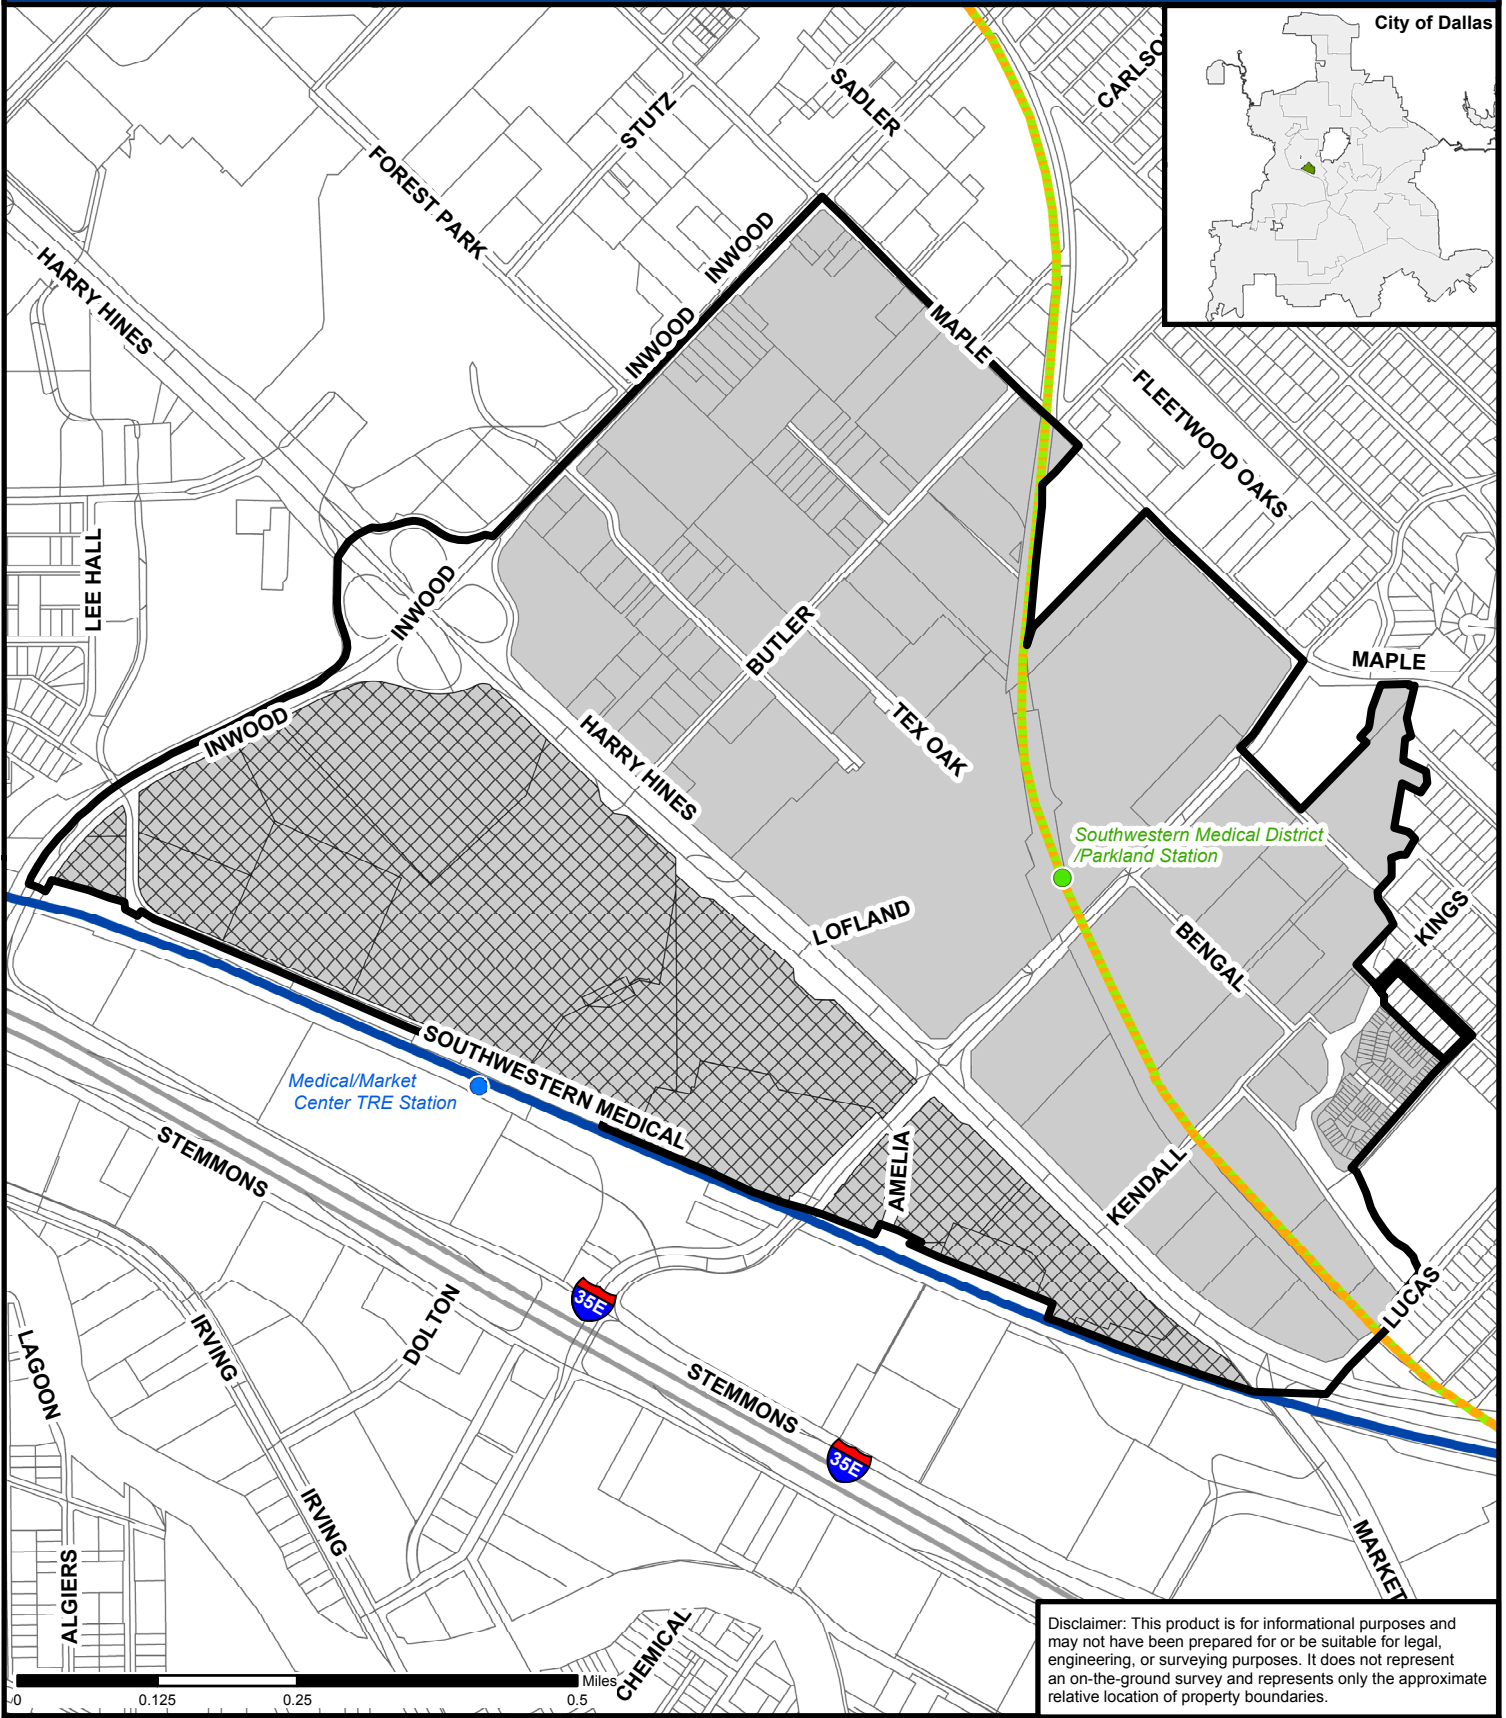 City of Dallas
CARLSO
SADLER
STUTZ
FOREST PARK
INWOOD
HARRY HINES
INWOOD
MAPLE
FLEETWOOD OAKS
LEE HALL
INWOOD
BUTLER
MAPLE
INWOOD
TEX OAK
HARRY HINES
Southwestern Medical District
/Parkland Station
KINGS
LOFLAND
BENGAL
SOUTHWESTERN MEDICAL
Medical/Market
Center TRE Station
STEMMONS
AMELIA
KENDALL
LUCAS
35E
DOLTON
IRVING
LAGOON
STEMMONS
35E
IRVING
MARKET
ALGIERS
CHEMICAL
Disclaimer: This product is for informational purposes and
may not have been prepared for or be suitable for legal,
engineering, or surveying purposes. It does not represent
an on-the-ground survey and represents only the approximate
relative location of property boundaries.
Miles
0 0.125 0.25 0.5